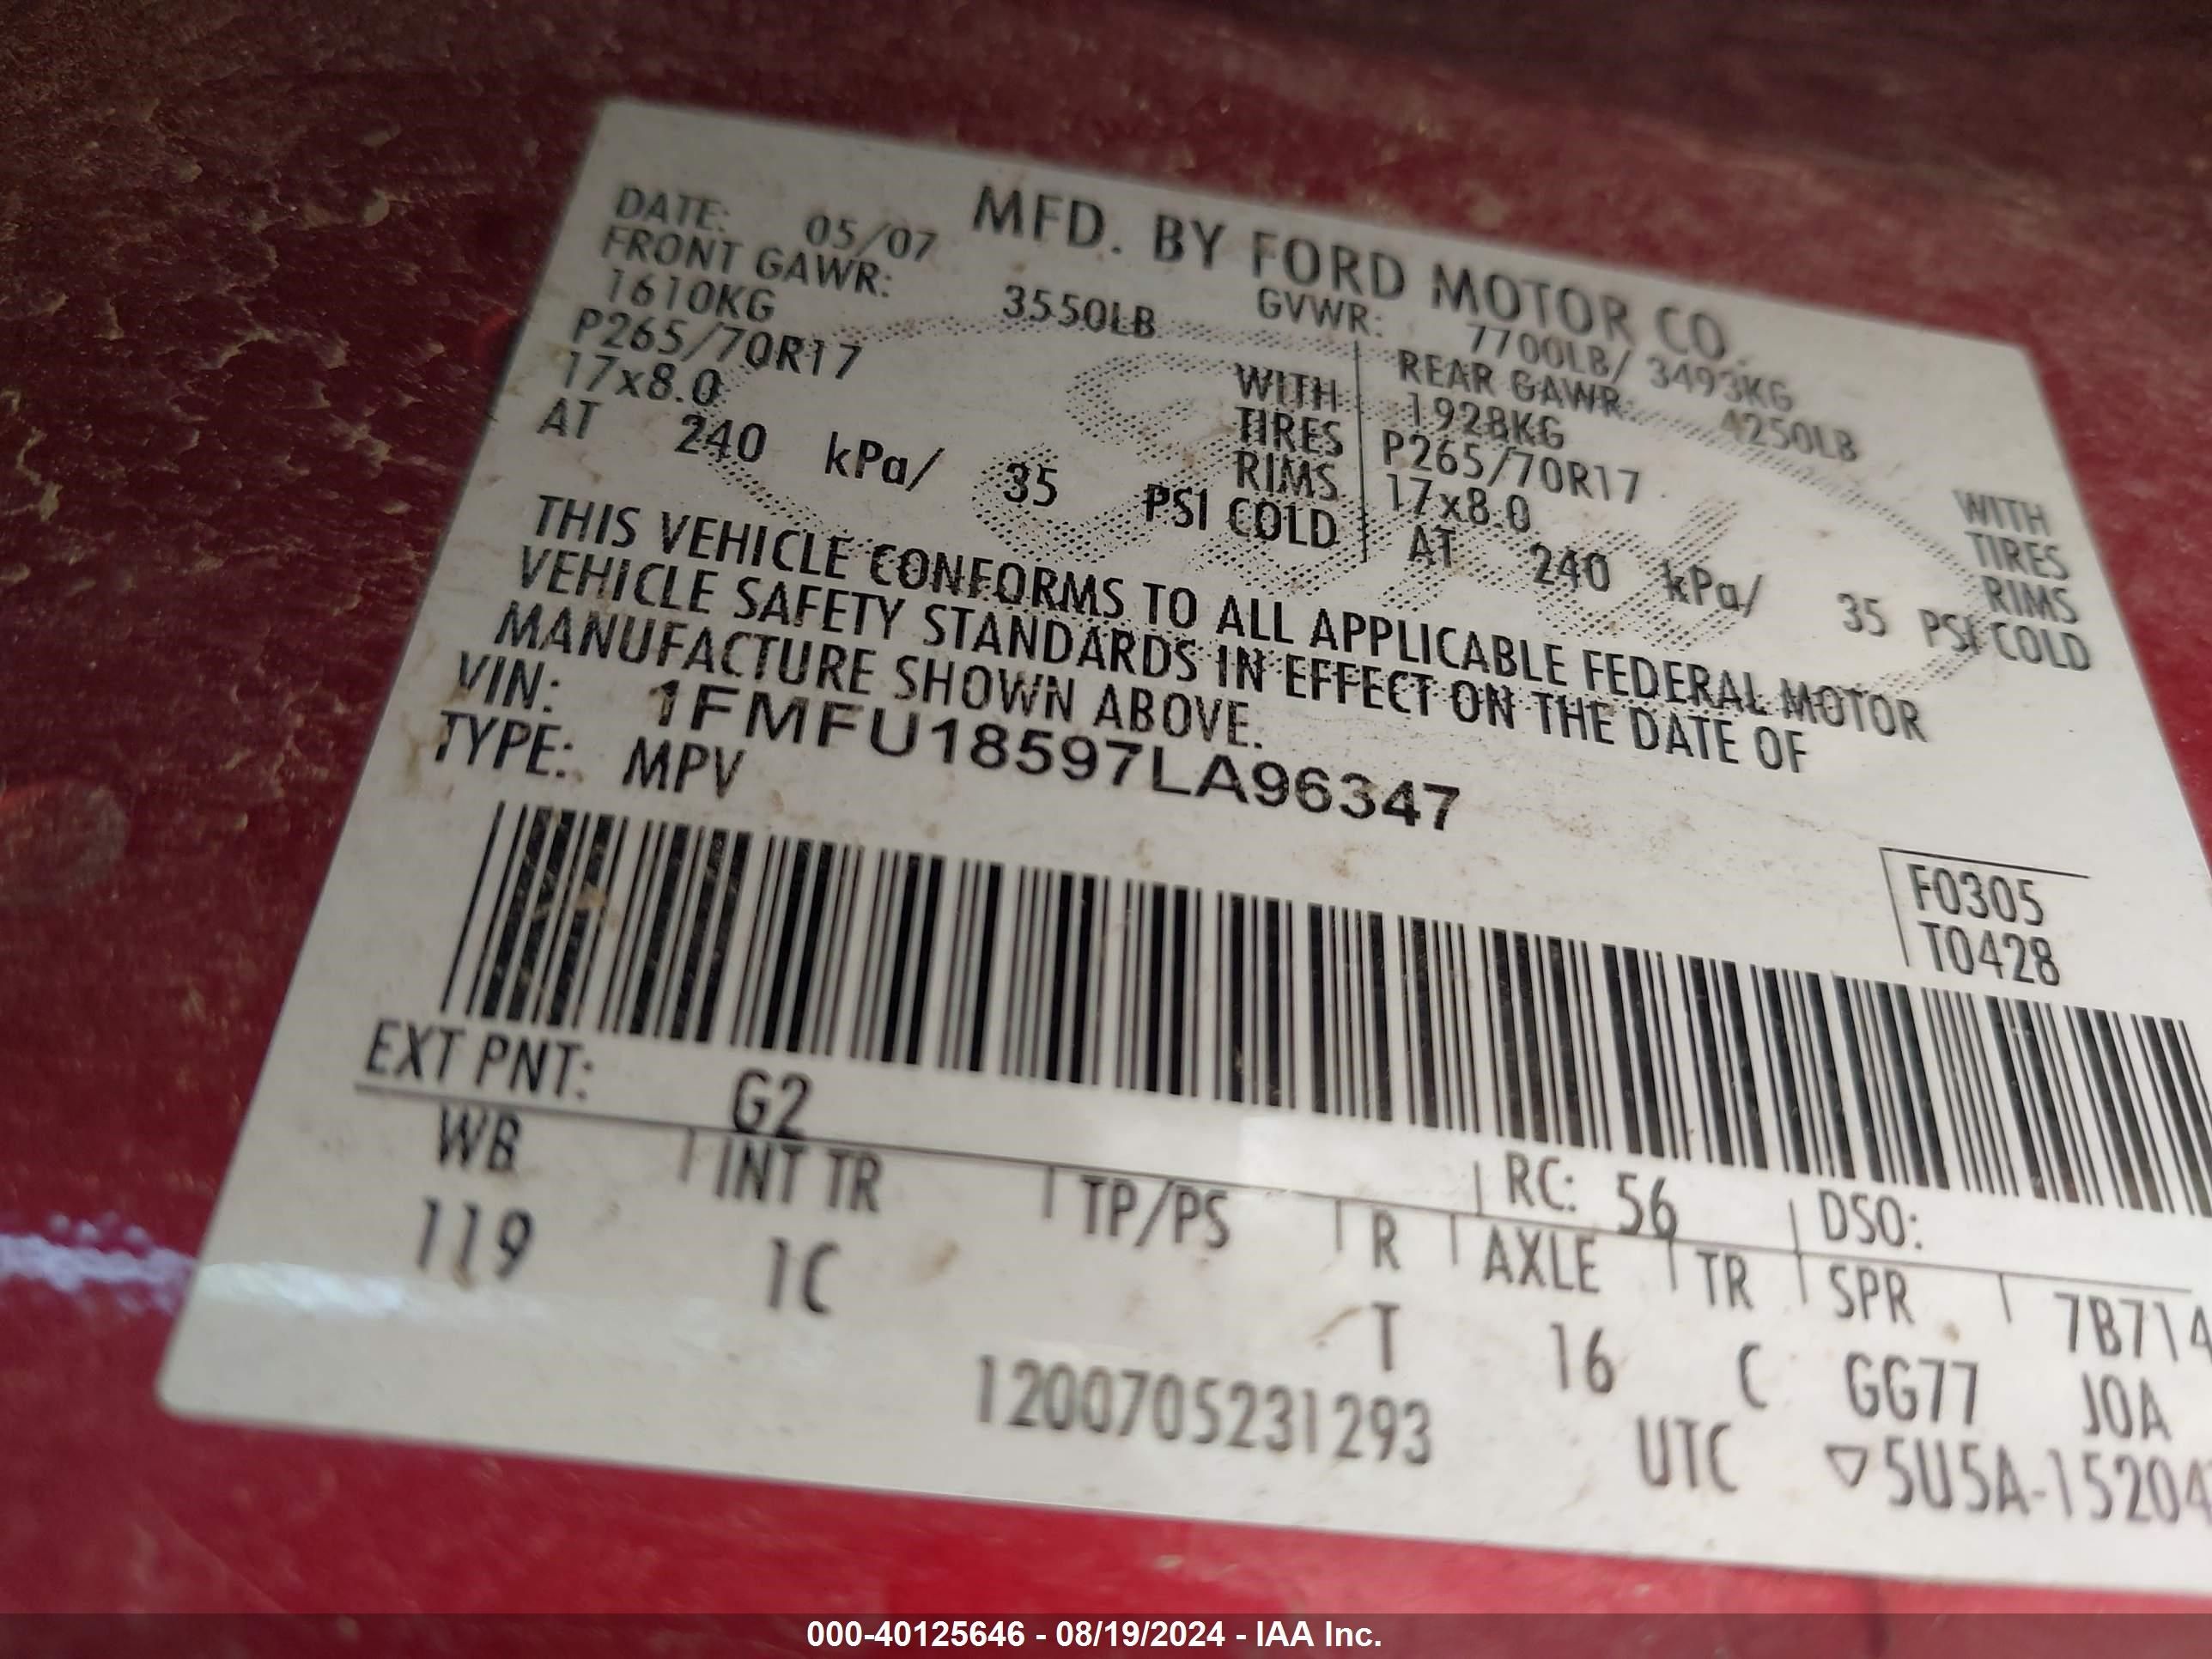 MFD. BY FORD MOTOR CO.
DATE: 05/07 GVWR: 7700LB/ 3493KG
FRONT GAWR: 3550LB REAR GAWR: 4250LB
1610KG WITH 1928KG WITH
P265/70R17 TIRES P265/70R17 TIRES
17x8.0 RIMS 17x8.0 RIMS
AT 240 kPa/ 35 PSI COLD AT 240 kPa/ 35 PSI COLD
THIS VEHICLE CONFORMS TO ALL APPLICABLE FEDERAL MOTOR
VEHICLE SAFETY STANDARDS IN EFFECT ON THE DATE OF
MANUFACTURE SHOWN ABOVE.
VIN: 1FMFU18597LA96347
TYPE: MPV
F0305
T0428
EXT PNT: G2 RC: 56 DSO:
WB INT TR TP/PS R AXLE TR SPR 7B714
119 1C T 16 C GG77 JOA
1200705231293 UTC ▽5U5A-15204
000-40125646 - 08/19/2024 - IAA Inc.